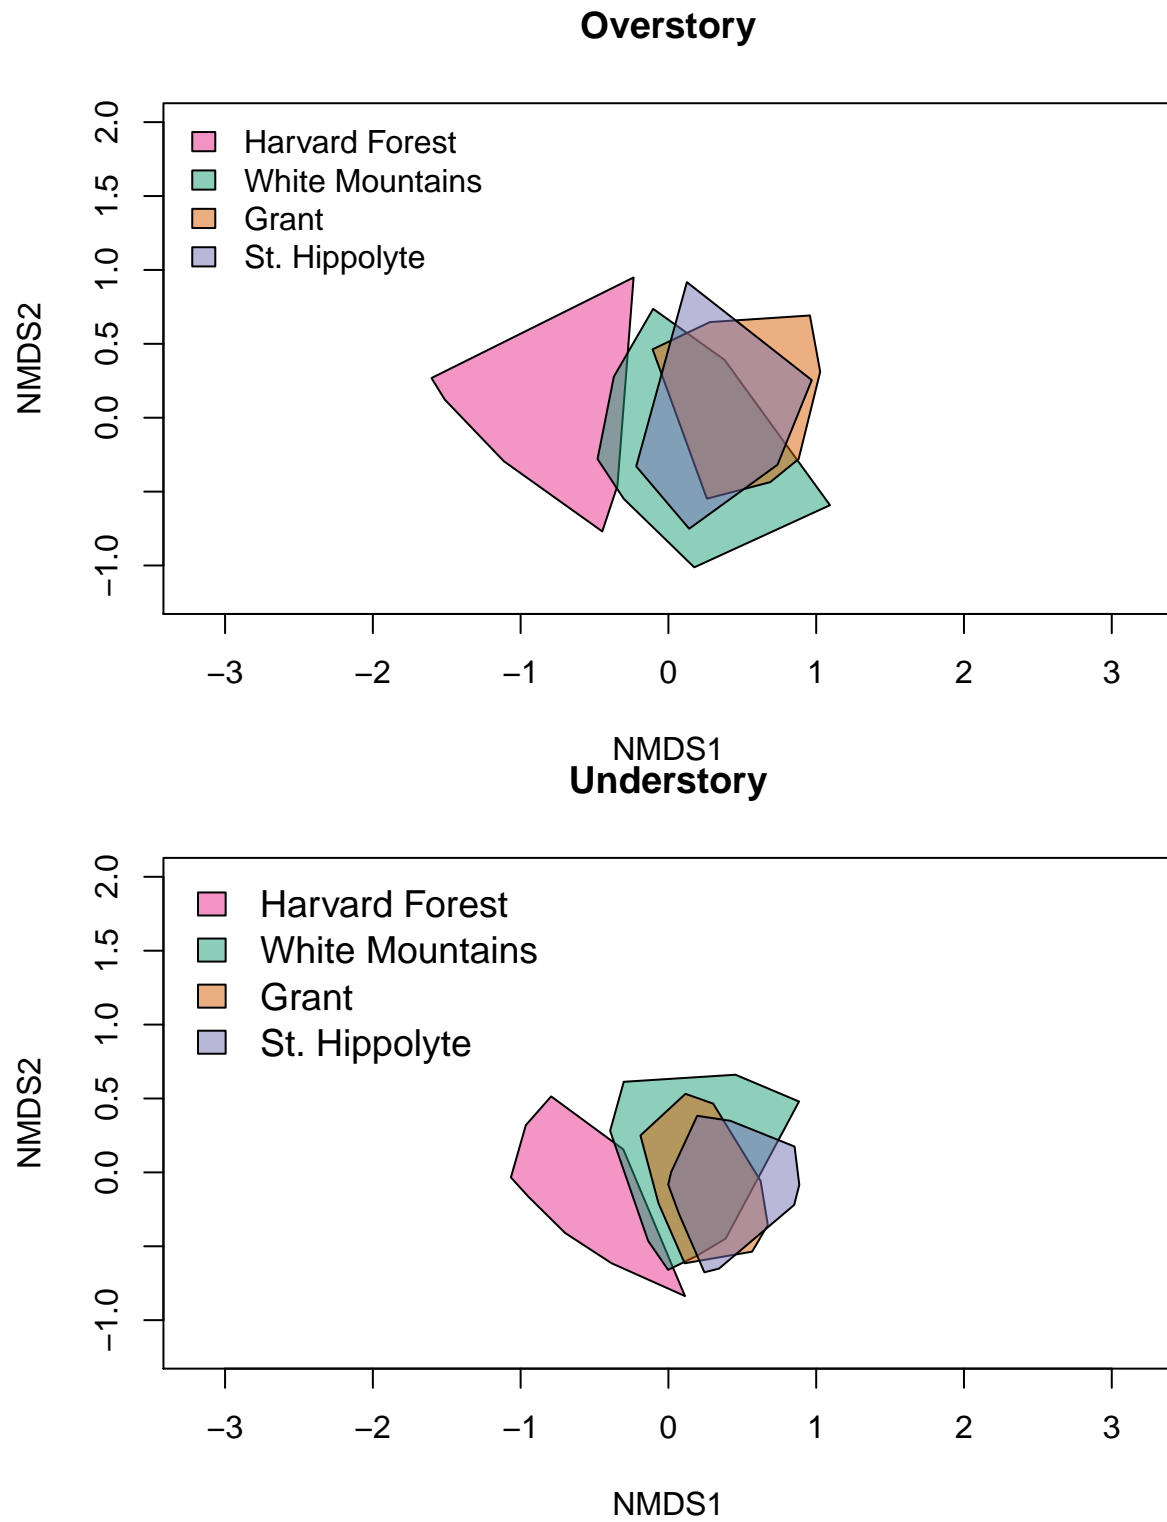 Overstory
Harvard Forest
White Mountains
Grant
St. Hippolyte
NMDS2
2.0
1.5
1.0
0.5
0.0
−1.0
−3 −2 −1 0 1 2 3
NMDS1
Understory
Harvard Forest
White Mountains
Grant
St. Hippolyte
NMDS2
2.0
1.5
1.0
0.5
0.0
−1.0
−3 −2 −1 0 1 2 3
NMDS1